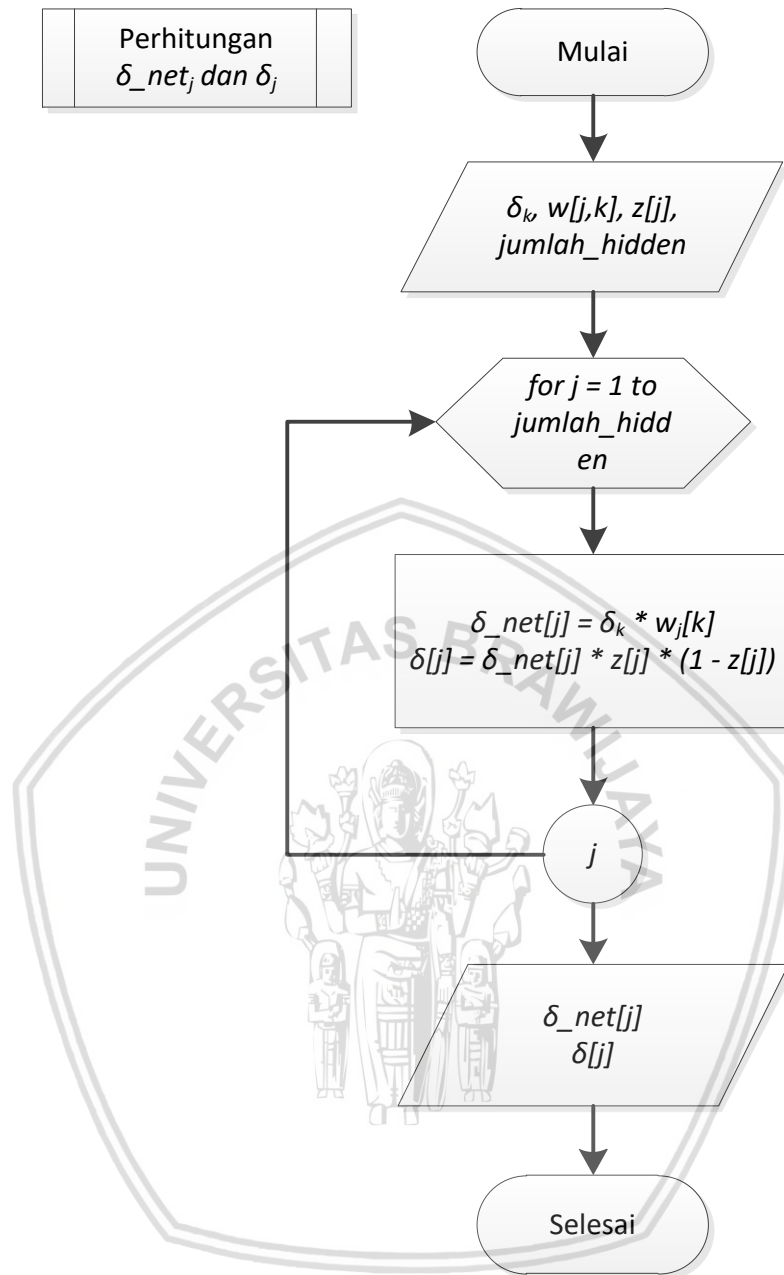 Perhitungan
δ_netⱼ dan δⱼ
Mulai
δₖ, w[j,k], z[j],
jumlah_hidden
for j = 1 to
jumlah_hidd
en
δ_net[j] = δₖ * wⱼ[k]
δ[j] = δ_net[j] * z[j] * (1 - z[j])
UNIVERSITAS BRAWIJAYA
j
δ_net[j]
δ[j]
Selesai